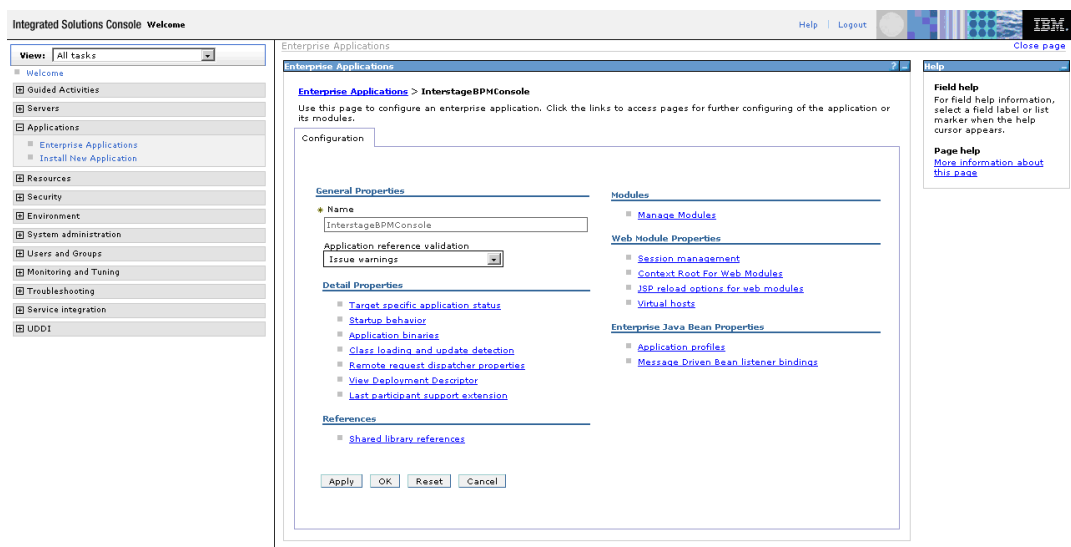 Integrated Solutions Console Welcome
Help | Logout
IBM.
View: All tasks
Welcome
Guided Activities
Servers
Applications
Enterprise Applications
Install New Application
Resources
Security
Environment
System administration
Users and Groups
Monitoring and Tuning
Troubleshooting
Service integration
UDDI
Enterprise Applications
Close page
Enterprise Applications
? –
Enterprise Applications > InterstageBPMConsole
Use this page to configure an enterprise application. Click the links to access pages for further configuring of the application or
its modules.
Configuration
General Properties
Name
InterstageBPMConsole
Application reference validation
Issue warnings
Detail Properties
Target specific application status
Startup behavior
Application binaries
Class loading and update detection
Remote request dispatcher properties
View Deployment Descriptor
Last participant support extension
References
Shared library references
Modules
Manage Modules
Web Module Properties
Session management
Context Root For Web Modules
JSP reload options for web modules
Virtual hosts
Enterprise Java Bean Properties
Application profiles
Message Driven Bean listener bindings
Apply OK Reset Cancel
Help –
Field help
For field help information,
select a field label or list
marker when the help
cursor appears.
Page help
More information about
this page